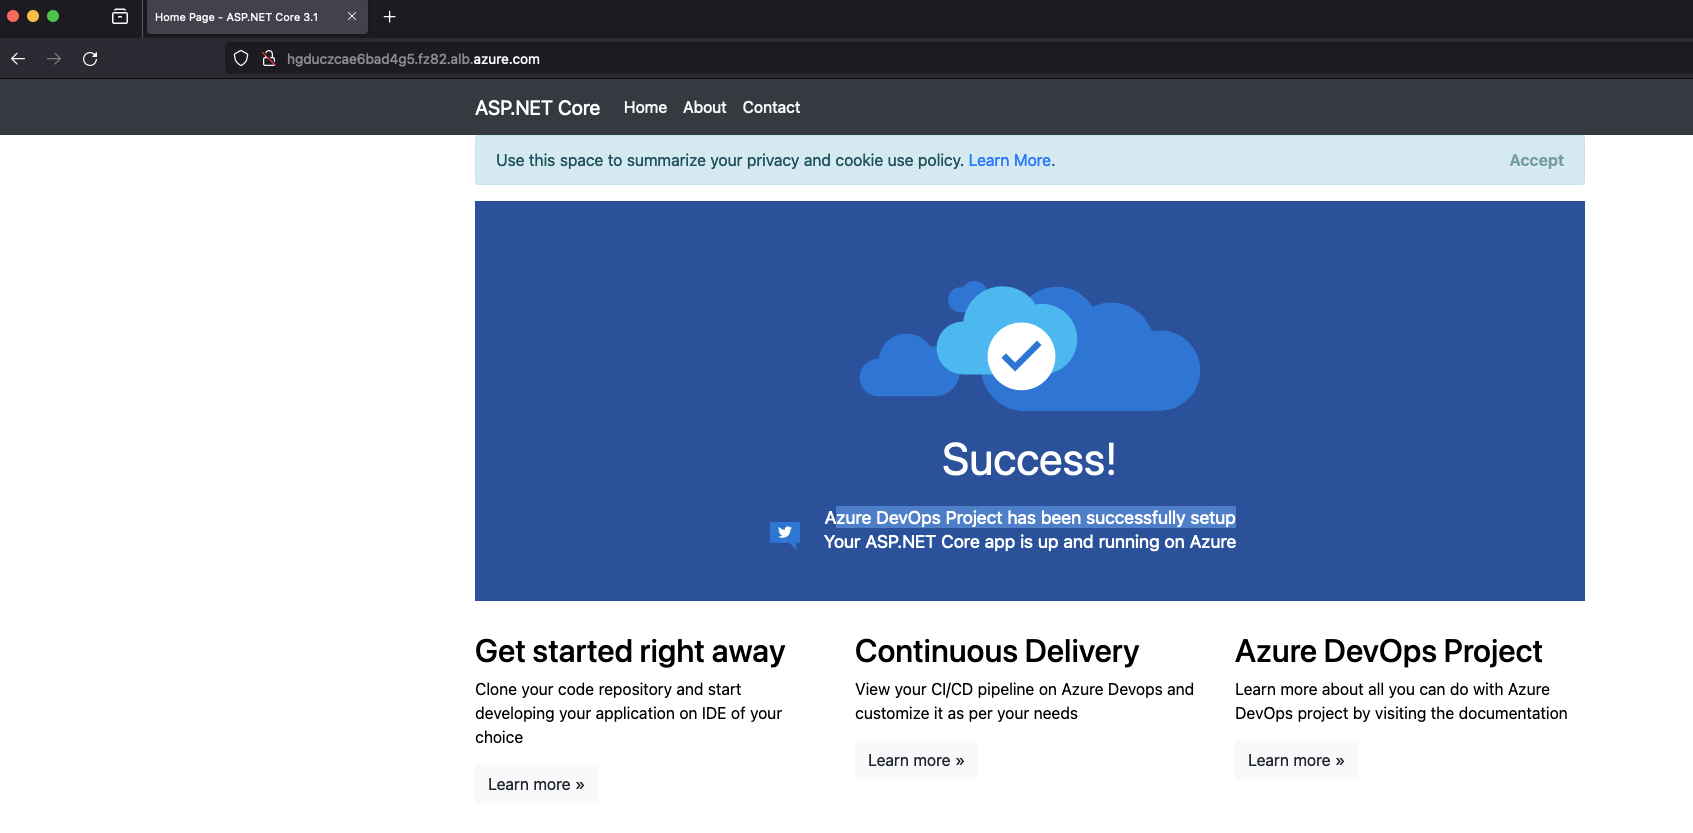 Home Page - ASP.NET Core 3.1
hgduczcae6bad4g5.fz82.alb.azure.com
ASP.NET Core Home About Contact
Use this space to summarize your privacy and cookie use policy. Learn More. Accept
Success!
Azure DevOps Project has been successfully setup
Your ASP.NET Core app is up and running on Azure
Get started right away
Clone your code repository and start
developing your application on IDE of your
choice
Learn more »
Continuous Delivery
View your CI/CD pipeline on Azure Devops and
customize it as per your needs
Learn more »
Azure DevOps Project
Learn more about all you can do with Azure
DevOps project by visiting the documentation
Learn more »